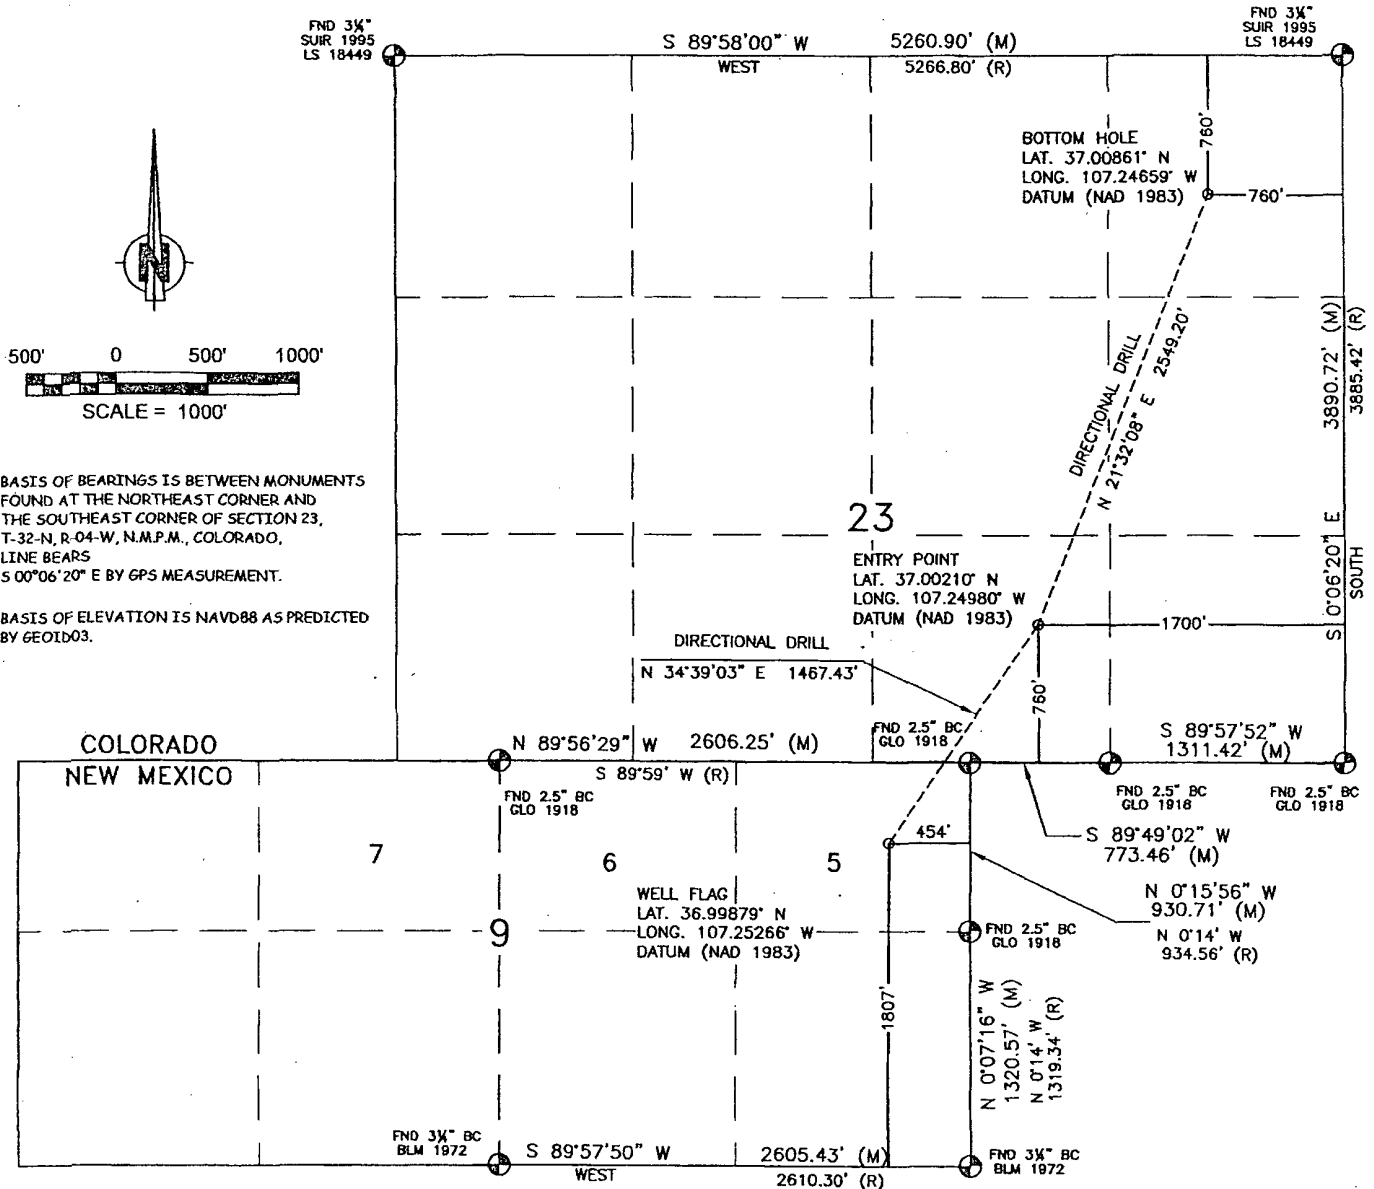 FND 3¼"
SUIR 1995
LS 18449
S 89°58'00" W 5260.90' (M)
WEST 5266.80' (R)
FND 3¼"
SUIR 1995
LS 18449
BOTTOM HOLE
LAT. 37.00861° N
LONG. 107.24659° W
DATUM (NAD 1983)
760'
760'
500' 0 500' 1000'
SCALE = 1000'
DIRECTIONAL DRILL
N 21°32'08" E 2549.20'
3890.72' (M)
3885.42' (R)
S 0°06'20" E
SOUTH
BASIS OF BEARINGS IS BETWEEN MONUMENTS
FOUND AT THE NORTHEAST CORNER AND
THE SOUTHEAST CORNER OF SECTION 23,
T-32-N, R-04-W, N.M.P.M., COLORADO,
LINE BEARS
S 00°06'20" E BY GPS MEASUREMENT.
BASIS OF ELEVATION IS NAVD88 AS PREDICTED
BY GEOID03.
23
ENTRY POINT
LAT. 37.00210° N
LONG. 107.24980° W
DATUM (NAD 1983)
1700'
760'
DIRECTIONAL DRILL
N 34°39'03" E 1467.43'
COLORADO
NEW MEXICO
N 89°56'29" W 2606.25' (M)
S 89°59' W (R)
FND 2.5" BC
GLO 1918
FND 2.5" BC
GLO 1918
S 89°57'52" W
1311.42' (M)
FND 2.5" BC
GLO 1918
FND 2.5" BC
GLO 1918
S 89°49'02" W
773.46' (M)
454'
7
6
5
WELL FLAG
LAT. 36.99879° N
LONG. 107.25266° W
DATUM (NAD 1983)
9
N 0°15'56" W
930.71' (M)
N 0°14' W
934.56' (R)
FND 2.5" BC
GLO 1918
1807'
N 0°07'16" W
1320.57' (M)
N 0°14' W
1319.34' (R)
FND 3¼" BC
BLM 1972
S 89°57'50" W 2605.43' (M)
WEST 2610.30' (R)
FND 3¼" BC
BLM 1972